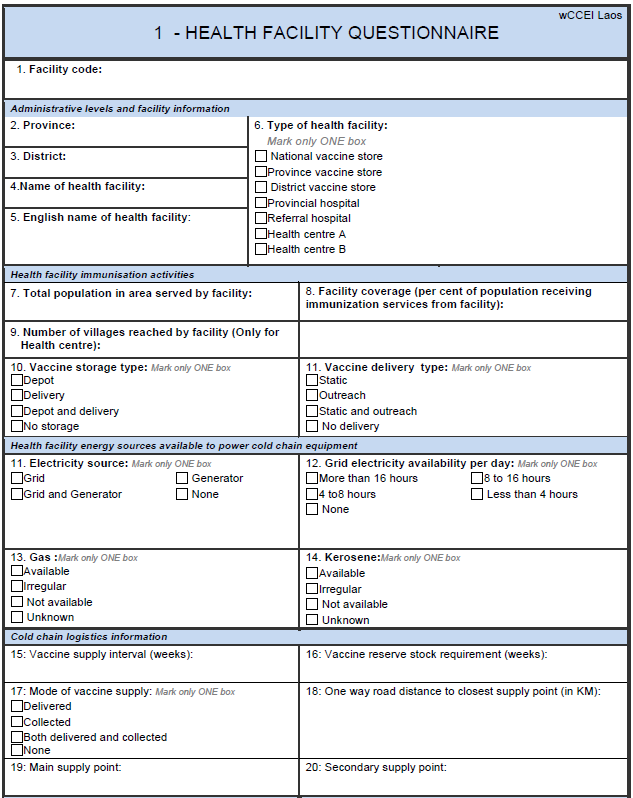 wCCEI Laos
1 - HEALTH FACILITY QUESTIONNAIRE
1. Facility code:
Administrative levels and facility information
2. Province:
3. District:
4.Name of health facility:
5. English name of health facility:
6. Type of health facility:
Mark only ONE box
National vaccine store
Province vaccine store
District vaccine store
Provincial hospital
Referral hospital
Health centre A
Health centre B
Health facility immunisation activities
7. Total population in area served by facility:
8. Facility coverage (per cent of population receiving
immunization services from facility):
9. Number of villages reached by facility (Only for
Health centre):
10. Vaccine storage type: Mark only ONE box
Depot
Delivery
Depot and delivery
No storage
11. Vaccine delivery type: Mark only ONE box
Static
Outreach
Static and outreach
No delivery
Health facility energy sources available to power cold chain equipment
11. Electricity source: Mark only ONE box
Grid Generator
Grid and Generator None
12. Grid electricity availability per day: Mark only ONE box
More than 16 hours 8 to 16 hours
4 to8 hours Less than 4 hours
None
13. Gas :Mark only ONE box
Available
Irregular
Not available
Unknown
14. Kerosene:Mark only ONE box
Available
Irregular
Not available
Unknown
Cold chain logistics information
15: Vaccine supply interval (weeks):
16: Vaccine reserve stock requirement (weeks):
17: Mode of vaccine supply: Mark only ONE box
Delivered
Collected
Both delivered and collected
None
18: One way road distance to closest supply point (in KM):
19: Main supply point:
20: Secondary supply point: